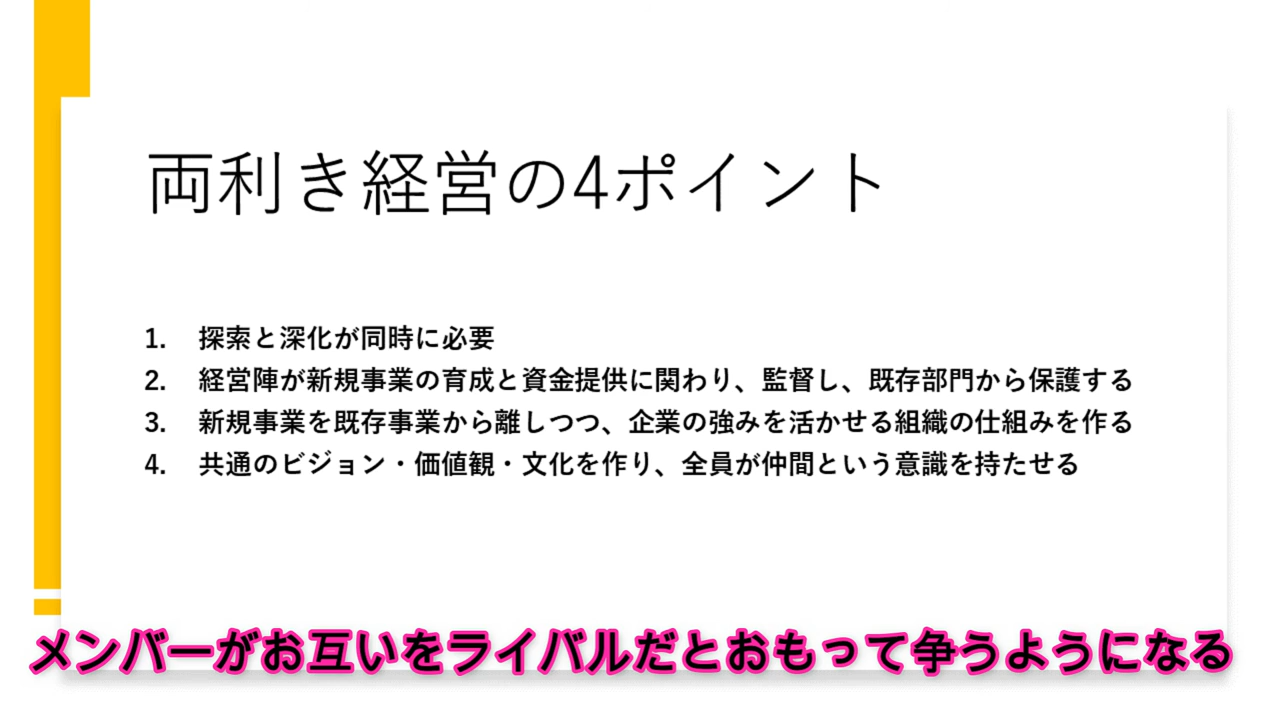 両利き経営の4ポイント
1. 探索と深化が同時に必要
2. 経営陣が新規事業の育成と資金提供に関わり、監督し、既存部門から保護する
3. 新規事業を既存事業から離しつつ、企業の強みを活かせる組織の仕組みを作る
4. 共通のビジョン・価値観・文化を作り、全員が仲間という意識を持たせる
メンバーがお互いをライバルだとおもって争うようになる